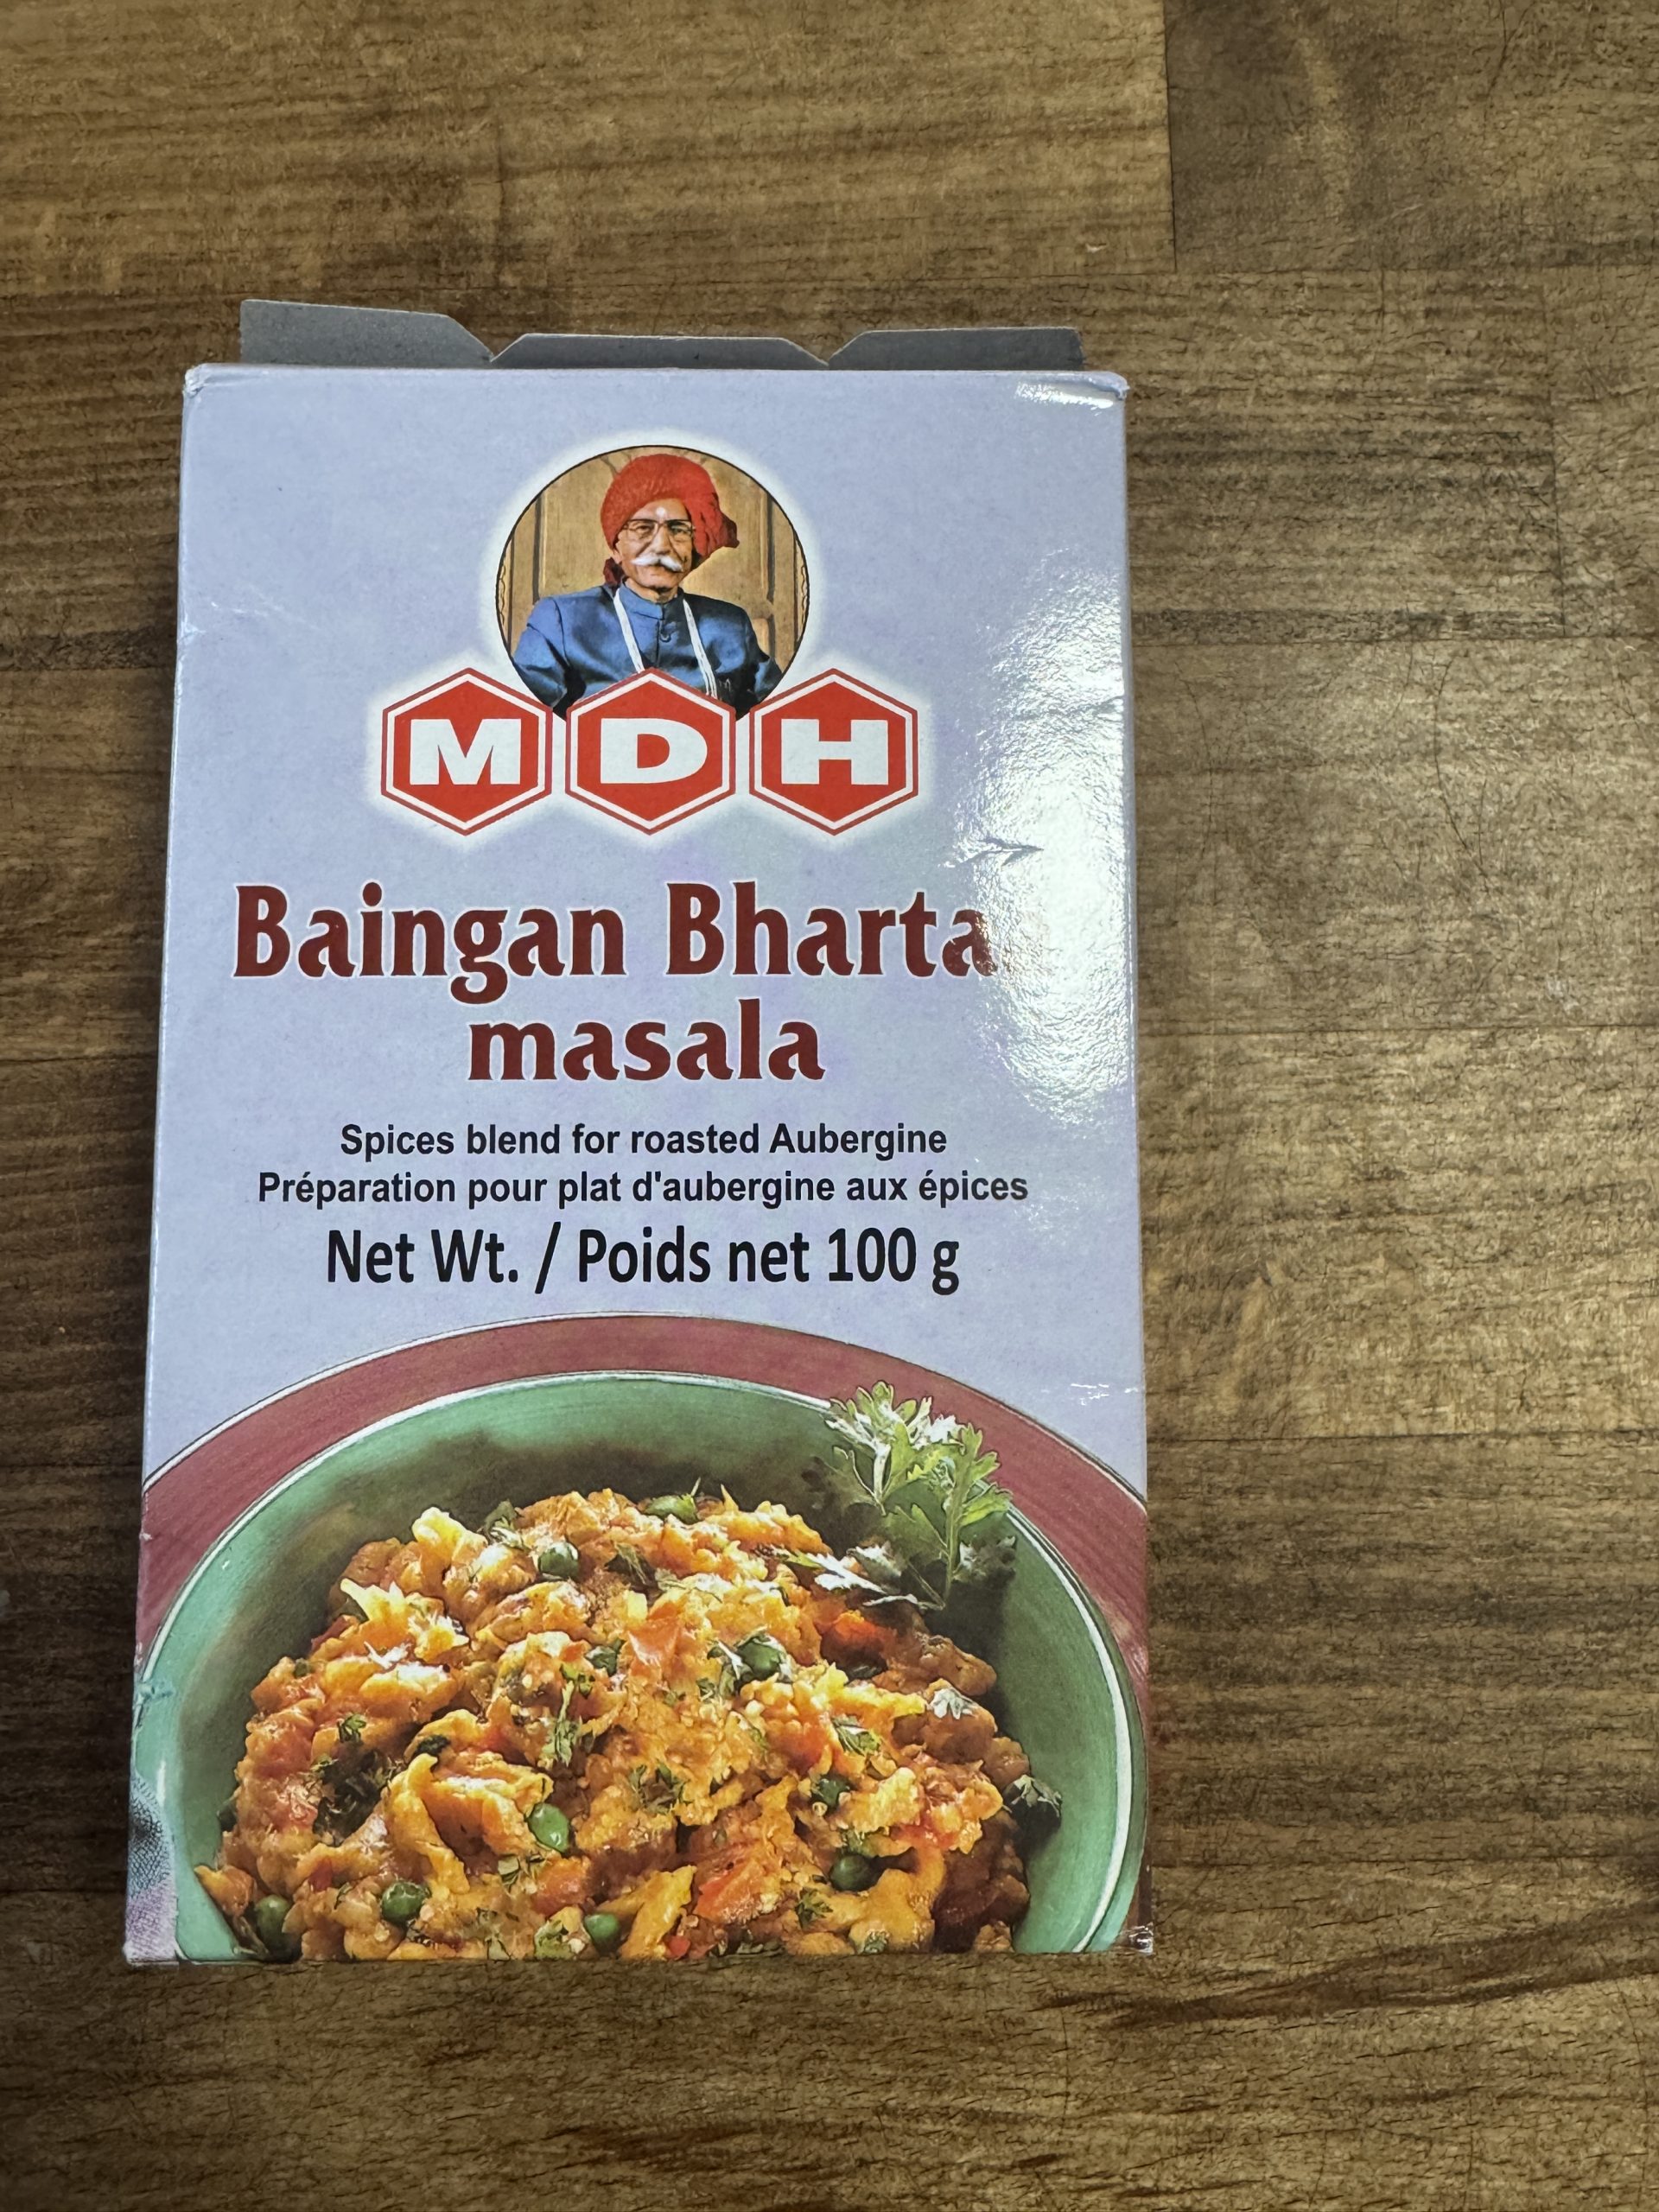 MDH
Baingan Bharta
masala
Spices blend for roasted Aubergine
Préparation pour plat d'aubergine aux épices
Net Wt. / Poids net 100 g